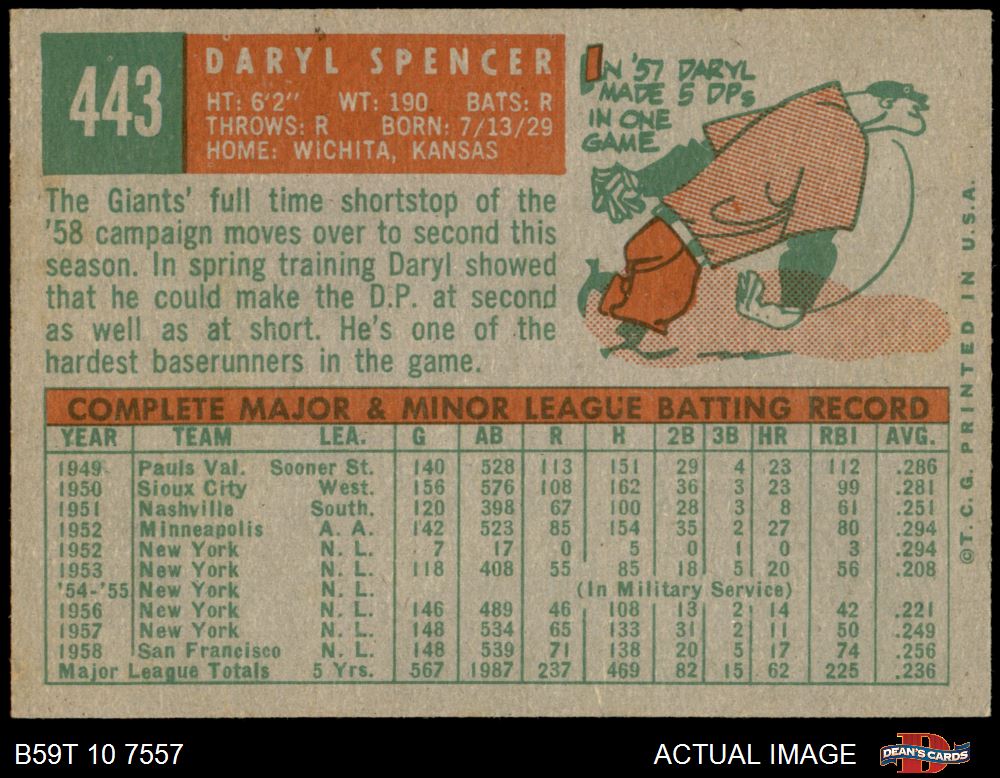 443
DARYL SPENCER
HT: 6'2" WT: 190 BATS: R
THROWS: R BORN: 7/13/29
HOME: WICHITA, KANSAS
IN '57 DARYL
MADE 5 DPs
IN ONE
GAME
The Giants' full time shortstop of the
'58 campaign moves over to second this
season. In spring training Daryl showed
that he could make the D.P. at second
as well as at short. He's one of the
hardest baserunners in the game.
COMPLETE MAJOR & MINOR LEAGUE BATTING RECORD
YEAR TEAM LEA. G AB R H 2B 3B HR RBI AVG.
1949 Pauls Val. Sooner St. 140 528 113 151 29 4 23 112 .286
1950 Sioux City West. 156 576 108 162 36 3 23 99 .281
1951 Nashville South. 120 398 67 100 28 3 8 61 .251
1952 Minneapolis A. A. 142 523 85 154 35 2 27 80 .294
1952 New York N. L. 7 17 0 5 0 1 0 3 .294
1953 New York N. L. 118 408 55 85 18 5 20 56 .208
'54-'55 New York N. L. (In Military Service)
1956 New York N. L. 146 489 46 108 13 2 14 42 .221
1957 New York N. L. 148 534 65 133 31 2 11 50 .249
1958 San Francisco N. L. 148 539 71 138 20 5 17 74 .256
Major League Totals 5 Yrs. 567 1987 237 469 82 15 62 225 .236
©T.C.G. PRINTED IN U.S.A.
B59T 10 7557
ACTUAL IMAGE
D
DEAN'S CARDS